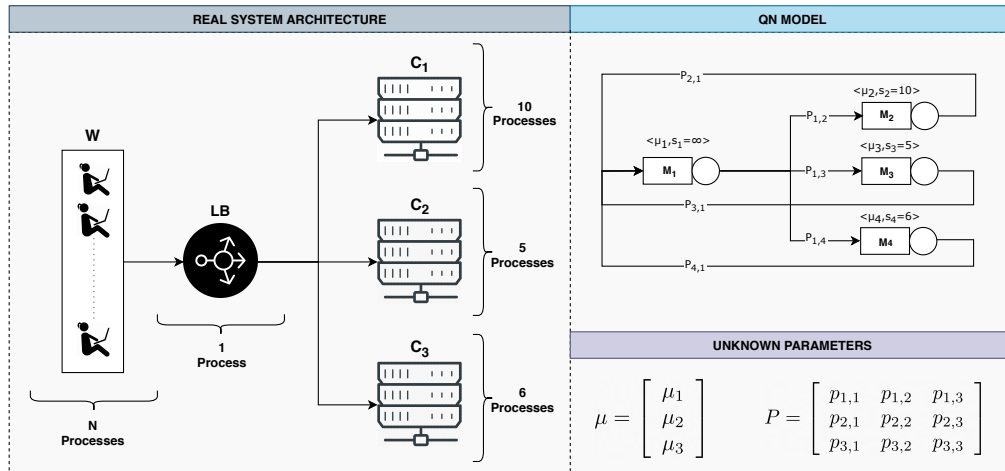 REAL SYSTEM ARCHITECTURE
W
N
Processes
LB
1
Process
C1
10
Processes
C2
5
Processes
C3
6
Processes
QN MODEL
P2,1
<μ2,s2=10>
P1,2
M2
<μ1,s1=∞>
M1
<μ3,s3=5>
P1,3
M3
P3,1
<μ4,s4=6>
P1,4
M4
P4,1
UNKNOWN PARAMETERS
μ = [ μ1
μ2
μ3 ]
P = [ p1,1 p1,2 p1,3
p2,1 p2,2 p2,3
p3,1 p3,2 p3,3 ]